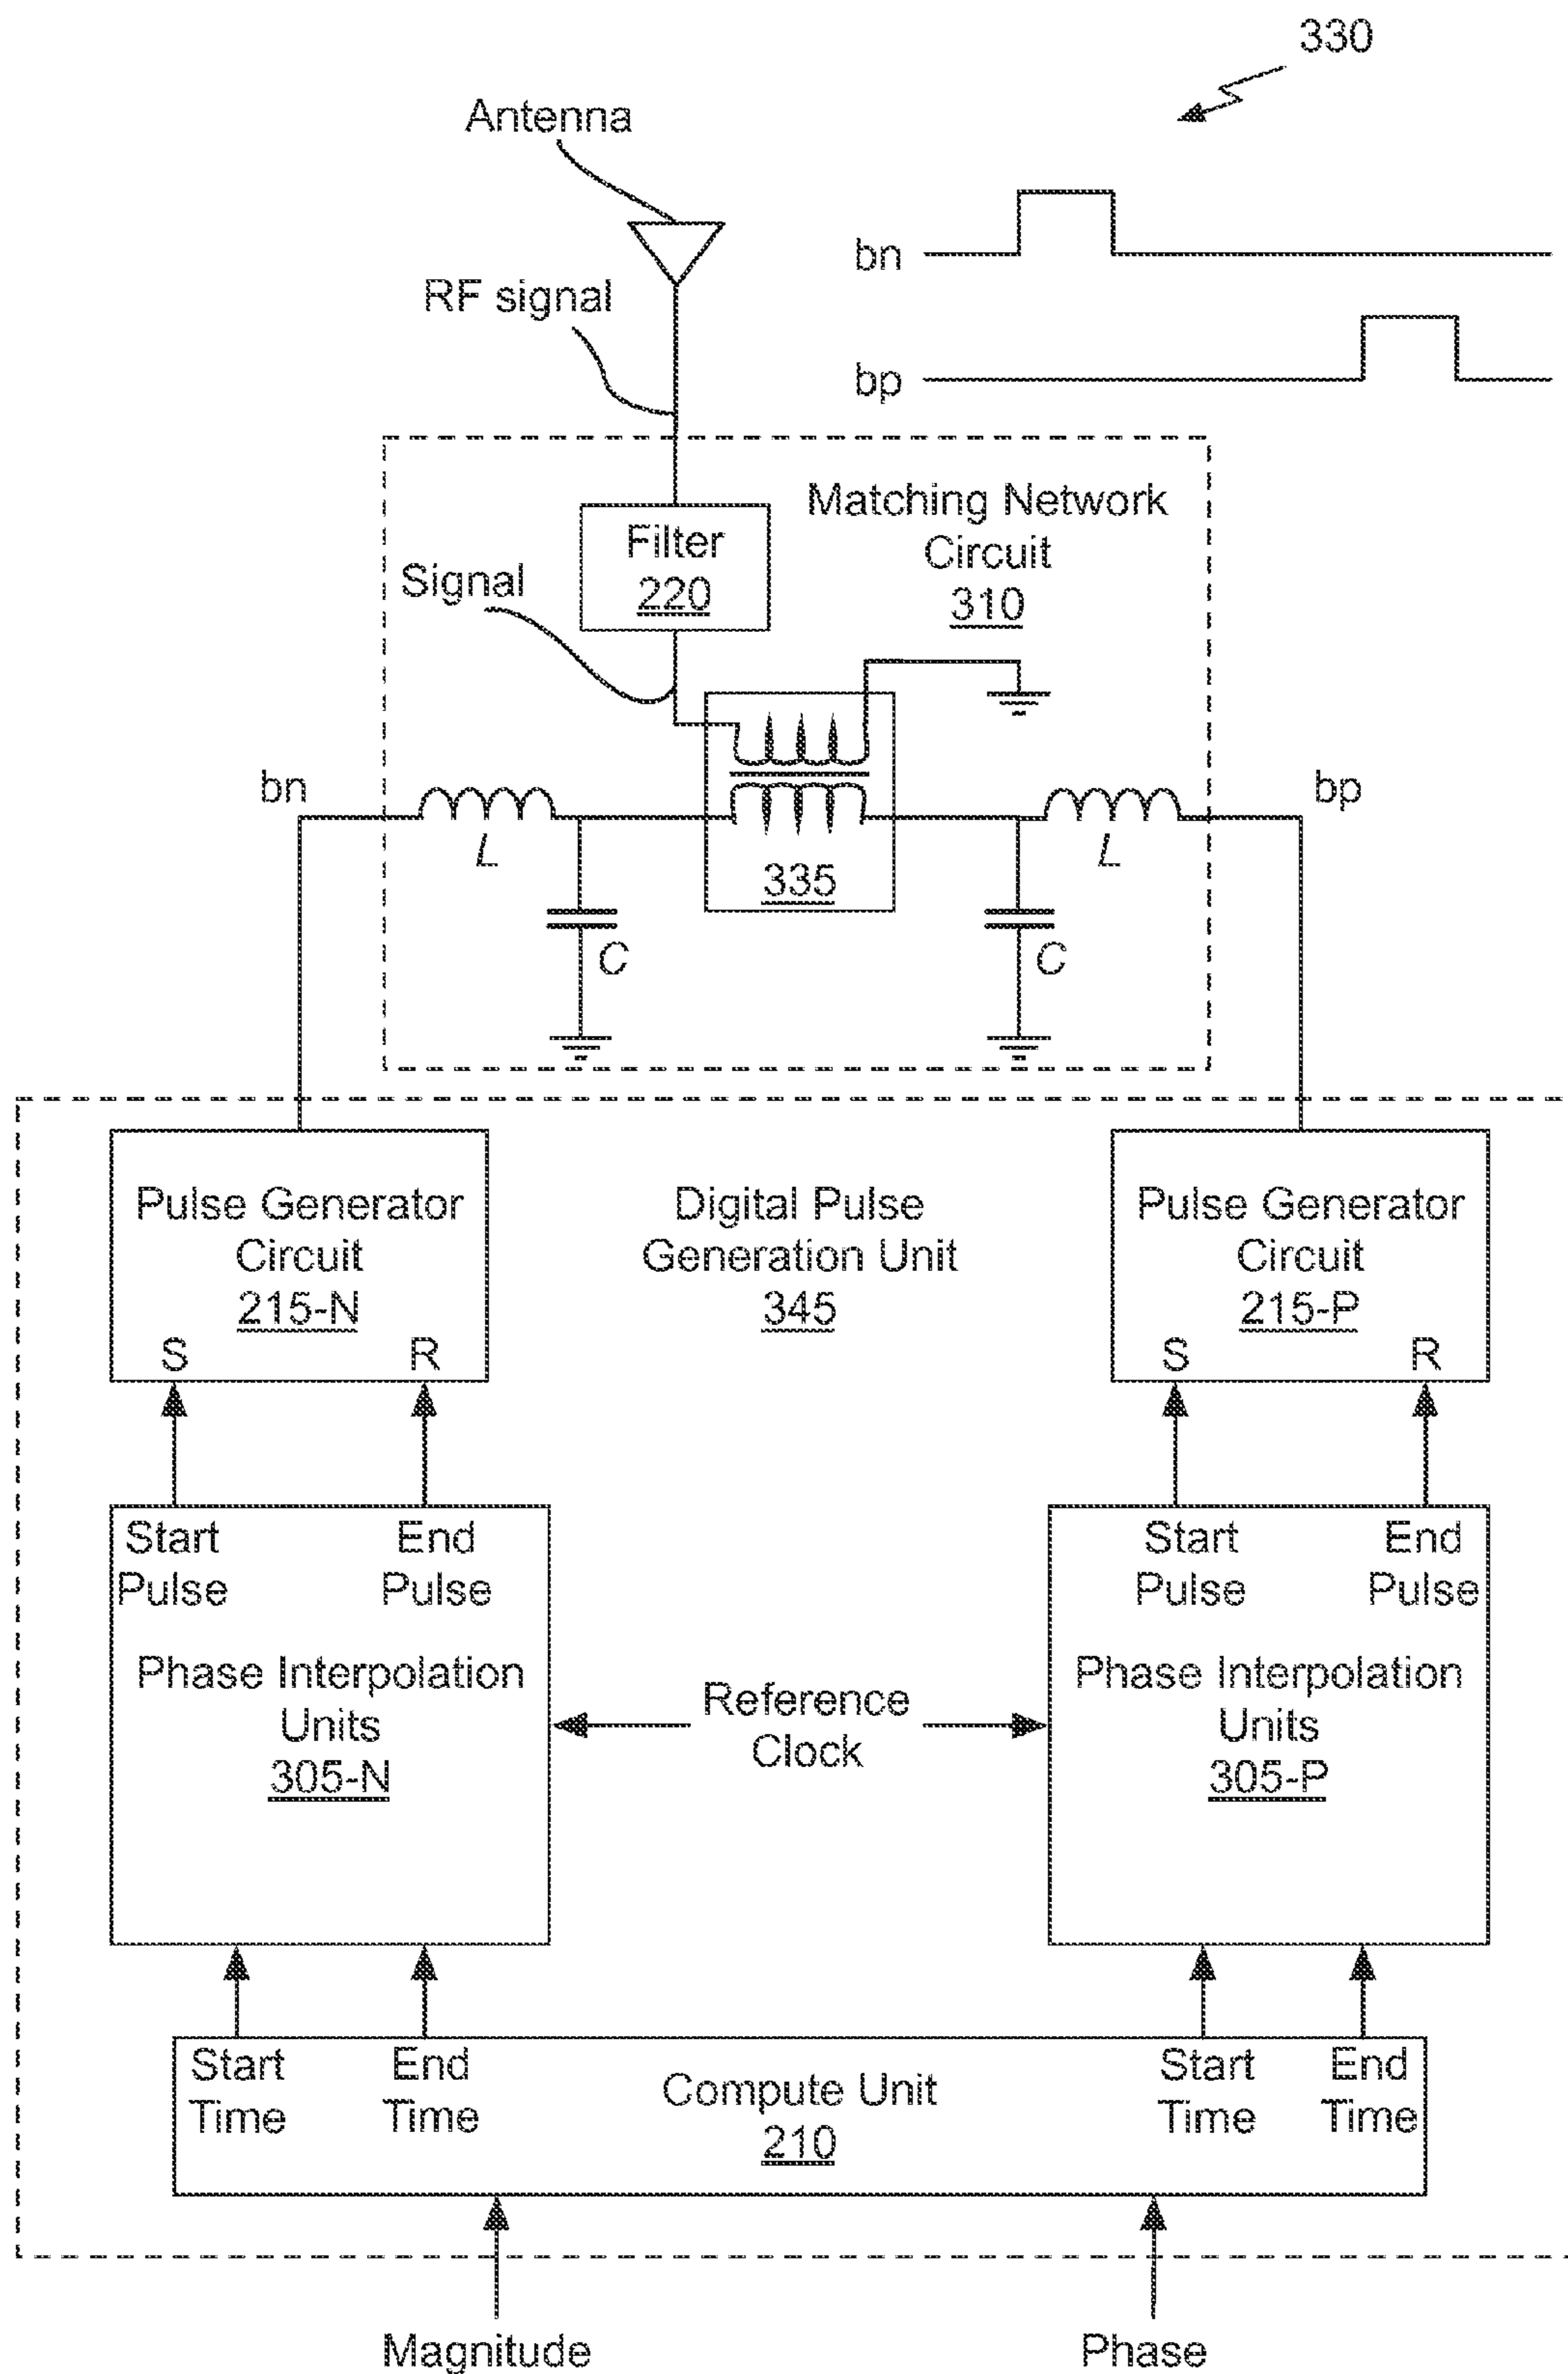 330
Antenna
bn
RF signal
bp
Matching Network
Circuit
310
Filter
220
Signal
bn
bp
L
L
335
C
C
Pulse Generator
Circuit
215-N
S
R
Digital Pulse
Generation Unit
345
Pulse Generator
Circuit
215-P
S
R
Start
Pulse
End
Pulse
Phase Interpolation
Units
305-N
Reference
Clock
Start
Pulse
End
Pulse
Phase Interpolation
Units
305-P
Start
Time
End
Time
Compute Unit
210
Start
Time
End
Time
Magnitude
Phase